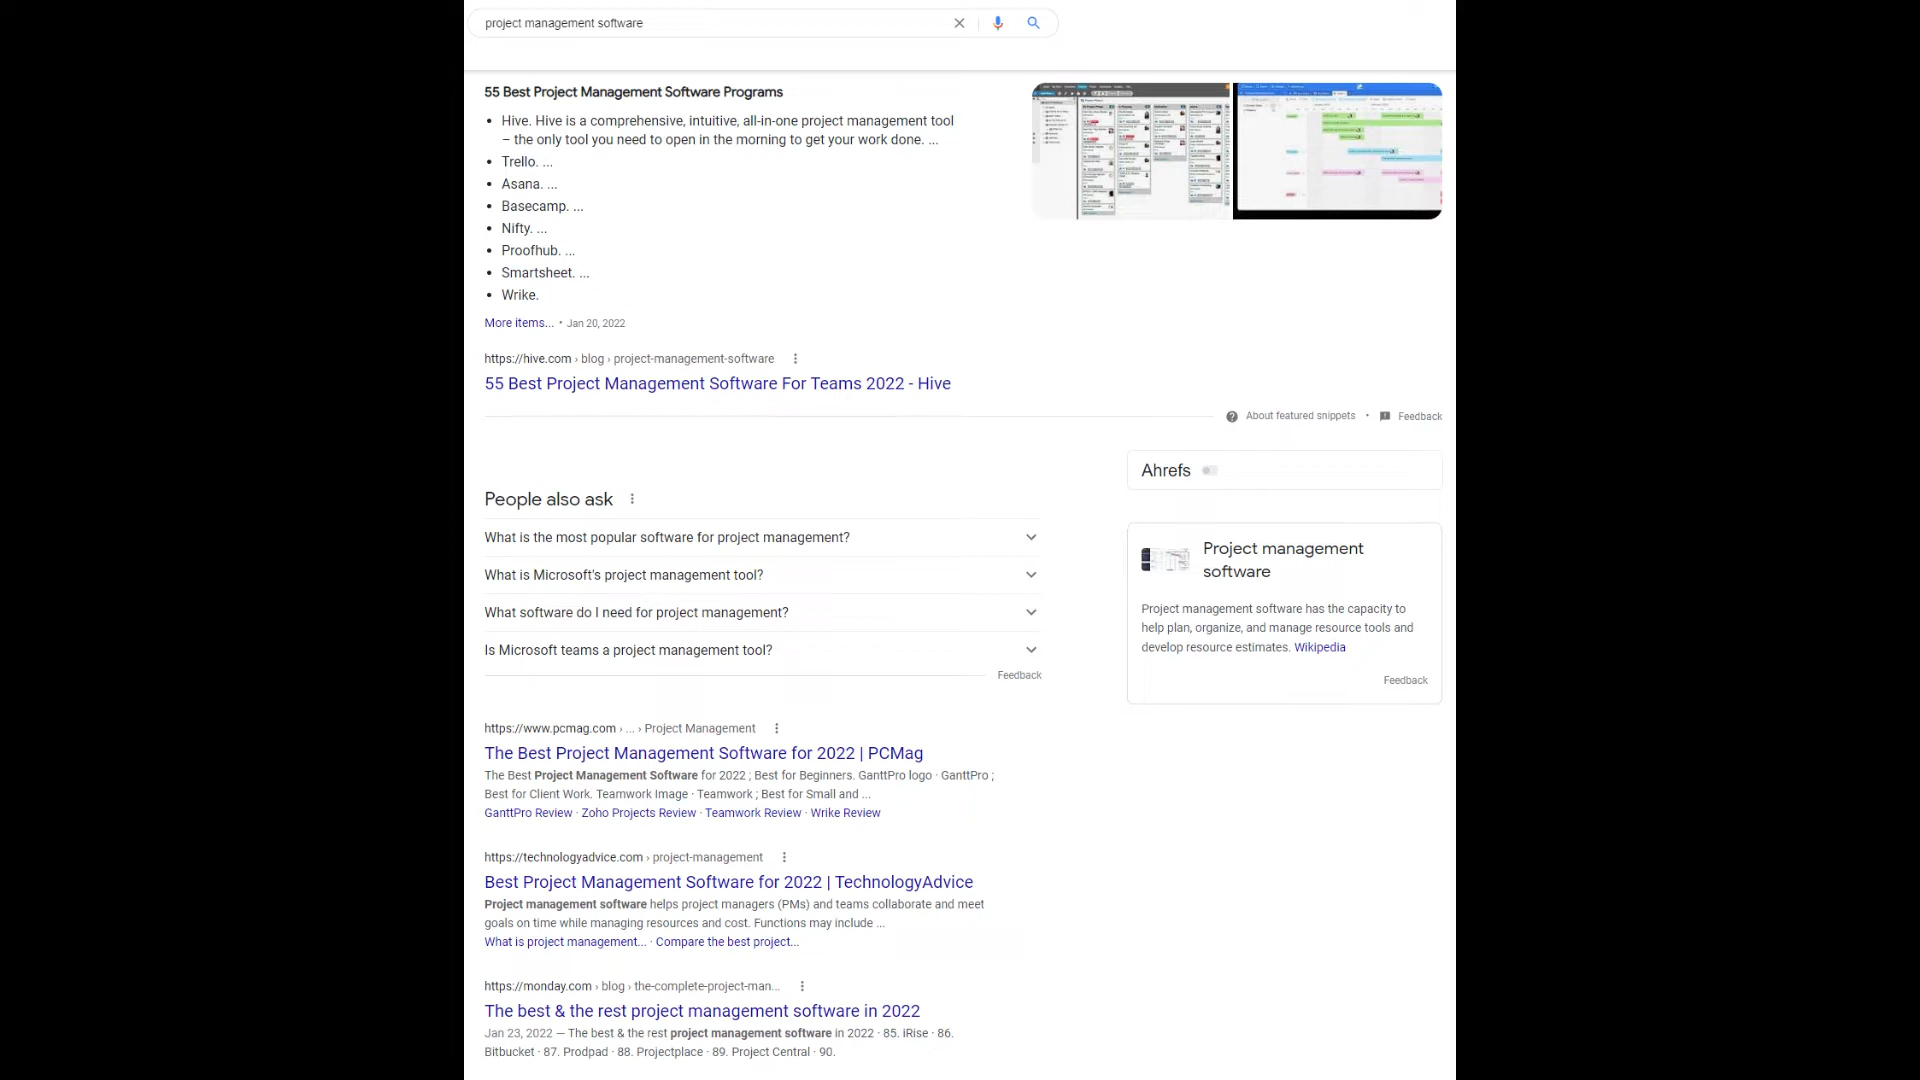 project management software
55 Best Project Management Software Programs
• Hive. Hive is a comprehensive, intuitive, all-in-one project management tool
– the only tool you need to open in the morning to get your work done. ...
• Trello. ...
• Asana. ...
• Basecamp. ...
• Nifty. ...
• Proofhub. ...
• Smartsheet. ...
• Wrike.
More items... • Jan 20, 2022
https://hive.com › blog › project-management-software
55 Best Project Management Software For Teams 2022 - Hive
About featured snippets • Feedback
Ahrefs
People also ask
What is the most popular software for project management?
What is Microsoft's project management tool?
What software do I need for project management?
Is Microsoft teams a project management tool?
Feedback
Project management
software
Project management software has the capacity to
help plan, organize, and manage resource tools and
develop resource estimates. Wikipedia
Feedback
https://www.pcmag.com › ... › Project Management
The Best Project Management Software for 2022 | PCMag
The Best Project Management Software for 2022 ; Best for Beginners. GanttPro logo · GanttPro ;
Best for Client Work. Teamwork Image · Teamwork ; Best for Small and ...
GanttPro Review · Zoho Projects Review · Teamwork Review · Wrike Review
https://technologyadvice.com › project-management
Best Project Management Software for 2022 | TechnologyAdvice
Project management software helps project managers (PMs) and teams collaborate and meet
goals on time while managing resources and cost. Functions may include ...
What is project management... · Compare the best project...
https://monday.com › blog › the-complete-project-man...
The best & the rest project management software in 2022
Jan 23, 2022 — The best & the rest project management software in 2022 · 85. iRise · 86.
Bitbucket · 87. Prodpad · 88. Projectplace · 89. Project Central · 90.